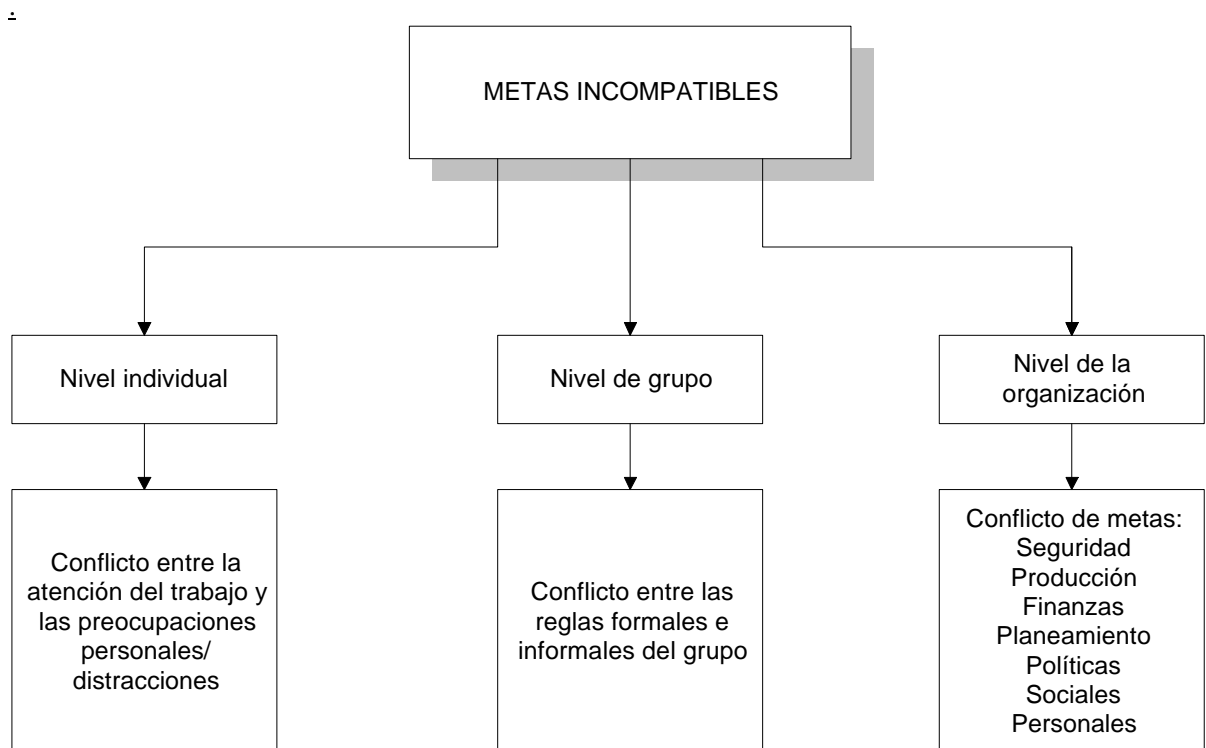 .
METAS INCOMPATIBLES
Nivel individual
Nivel de grupo
Nivel de la
organización
Conflicto entre la
atención del trabajo y
las preocupaciones
personales/
distracciones
Conflicto entre las
reglas formales e
informales del grupo
Conflicto de metas:
Seguridad
Producción
Finanzas
Planeamiento
Políticas
Sociales
Personales